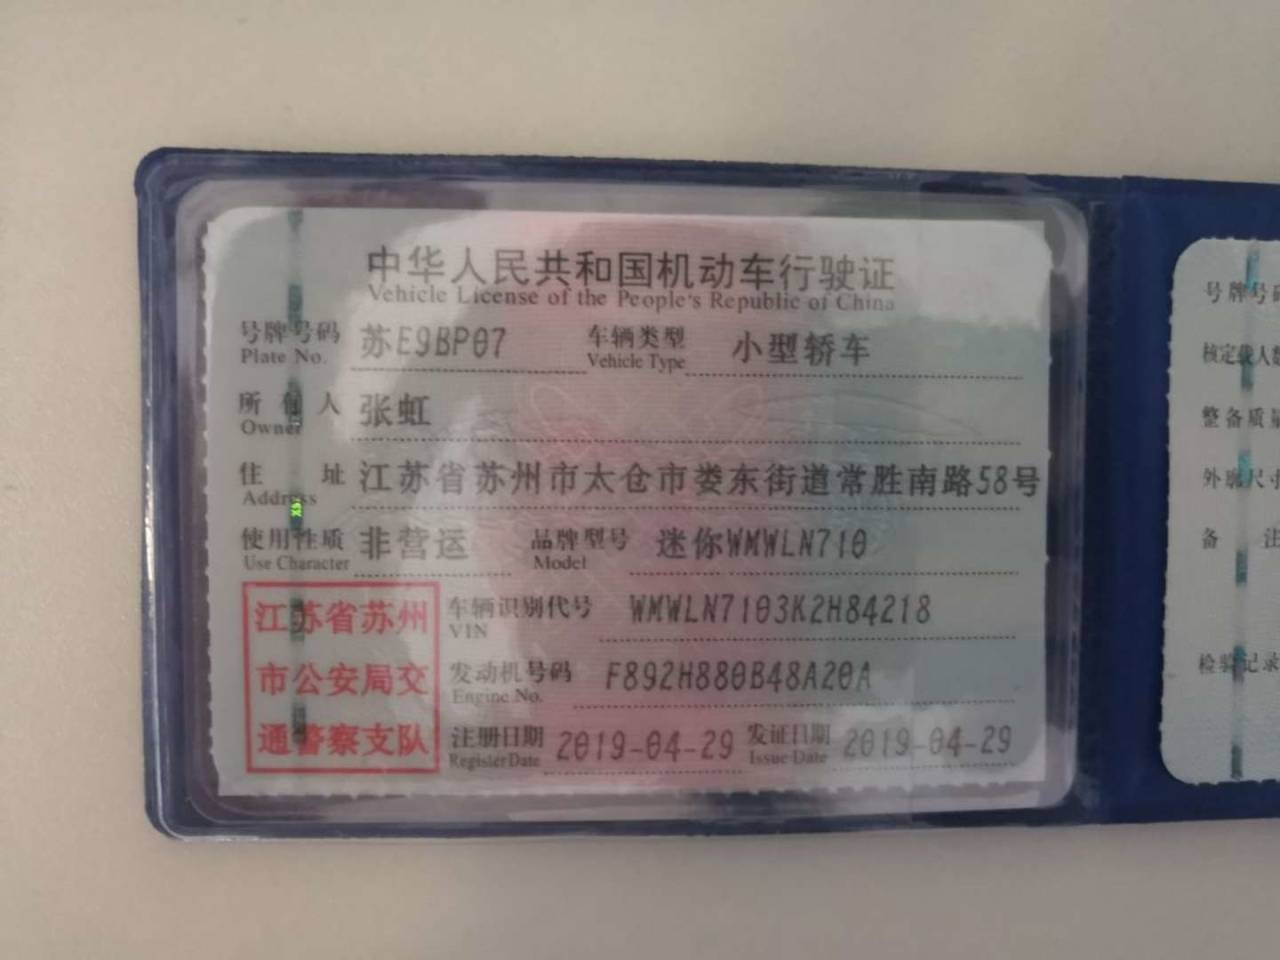 中华人民共和国机动车行驶证
Vehicle License of the People's Republic of China
号牌号码 苏E9BP07 车辆类型 小型轿车
Plate No. Vehicle Type
所有人 张虹
Owner
住址 江苏省苏州市太仓市娄东街道常胜南路58号
Address
使用性质 非营运 品牌型号 迷你WMWLN710
Use Character Model
江苏省苏州
市公安局交
通警察支队
车辆识别代号 WMWLN7103K2H84218
VIN
发动机号码 F892H880B48A20A
Engine No.
注册日期 2019-04-29 发证日期 2019-04-29
Register Date Issue Date
号牌号码
核定载人数
整备质量
外廓尺寸
备注
检验记录